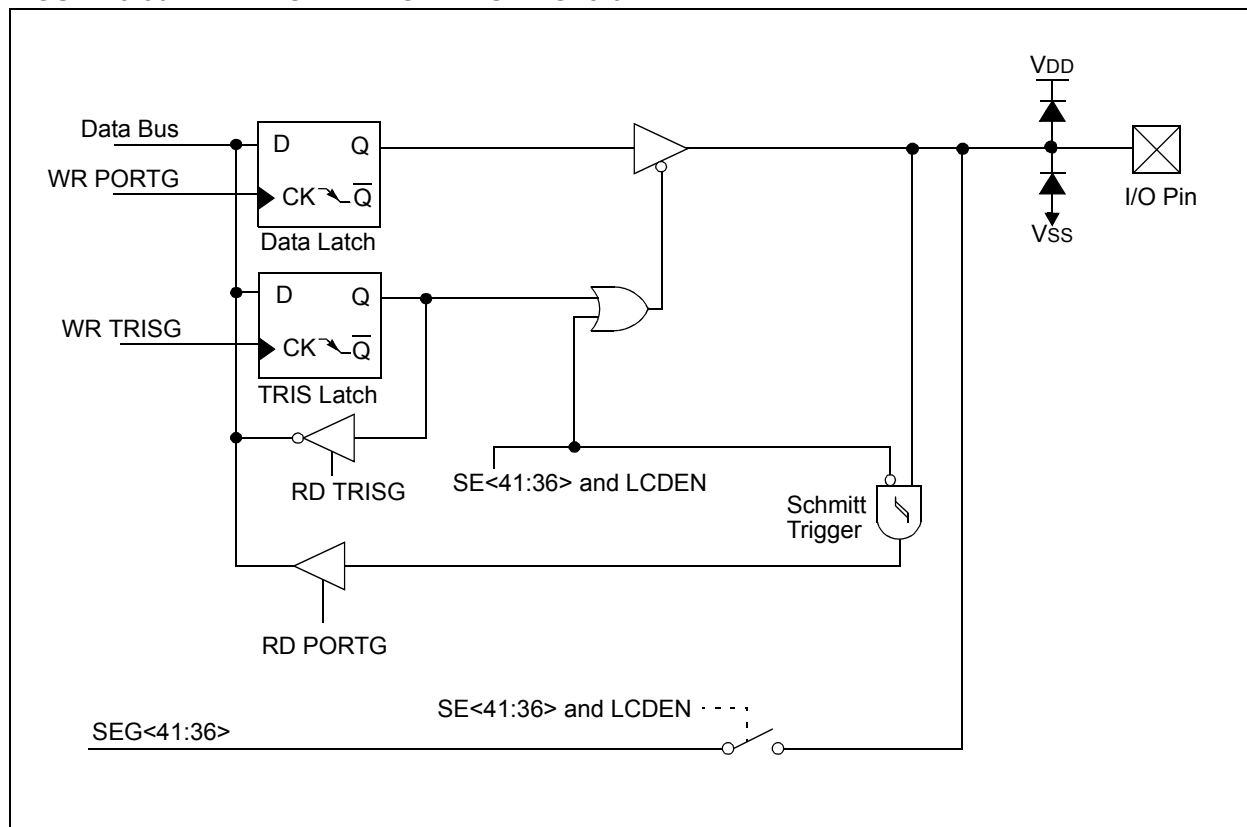 VDD
Data Bus
D Q
WR PORTG
CK Q
I/O Pin
Data Latch
VSS
D Q
WR TRISG
CK Q
TRIS Latch
RD TRISG
SE<41:36> and LCDEN
Schmitt
Trigger
RD PORTG
SE<41:36> and LCDEN
SEG<41:36>